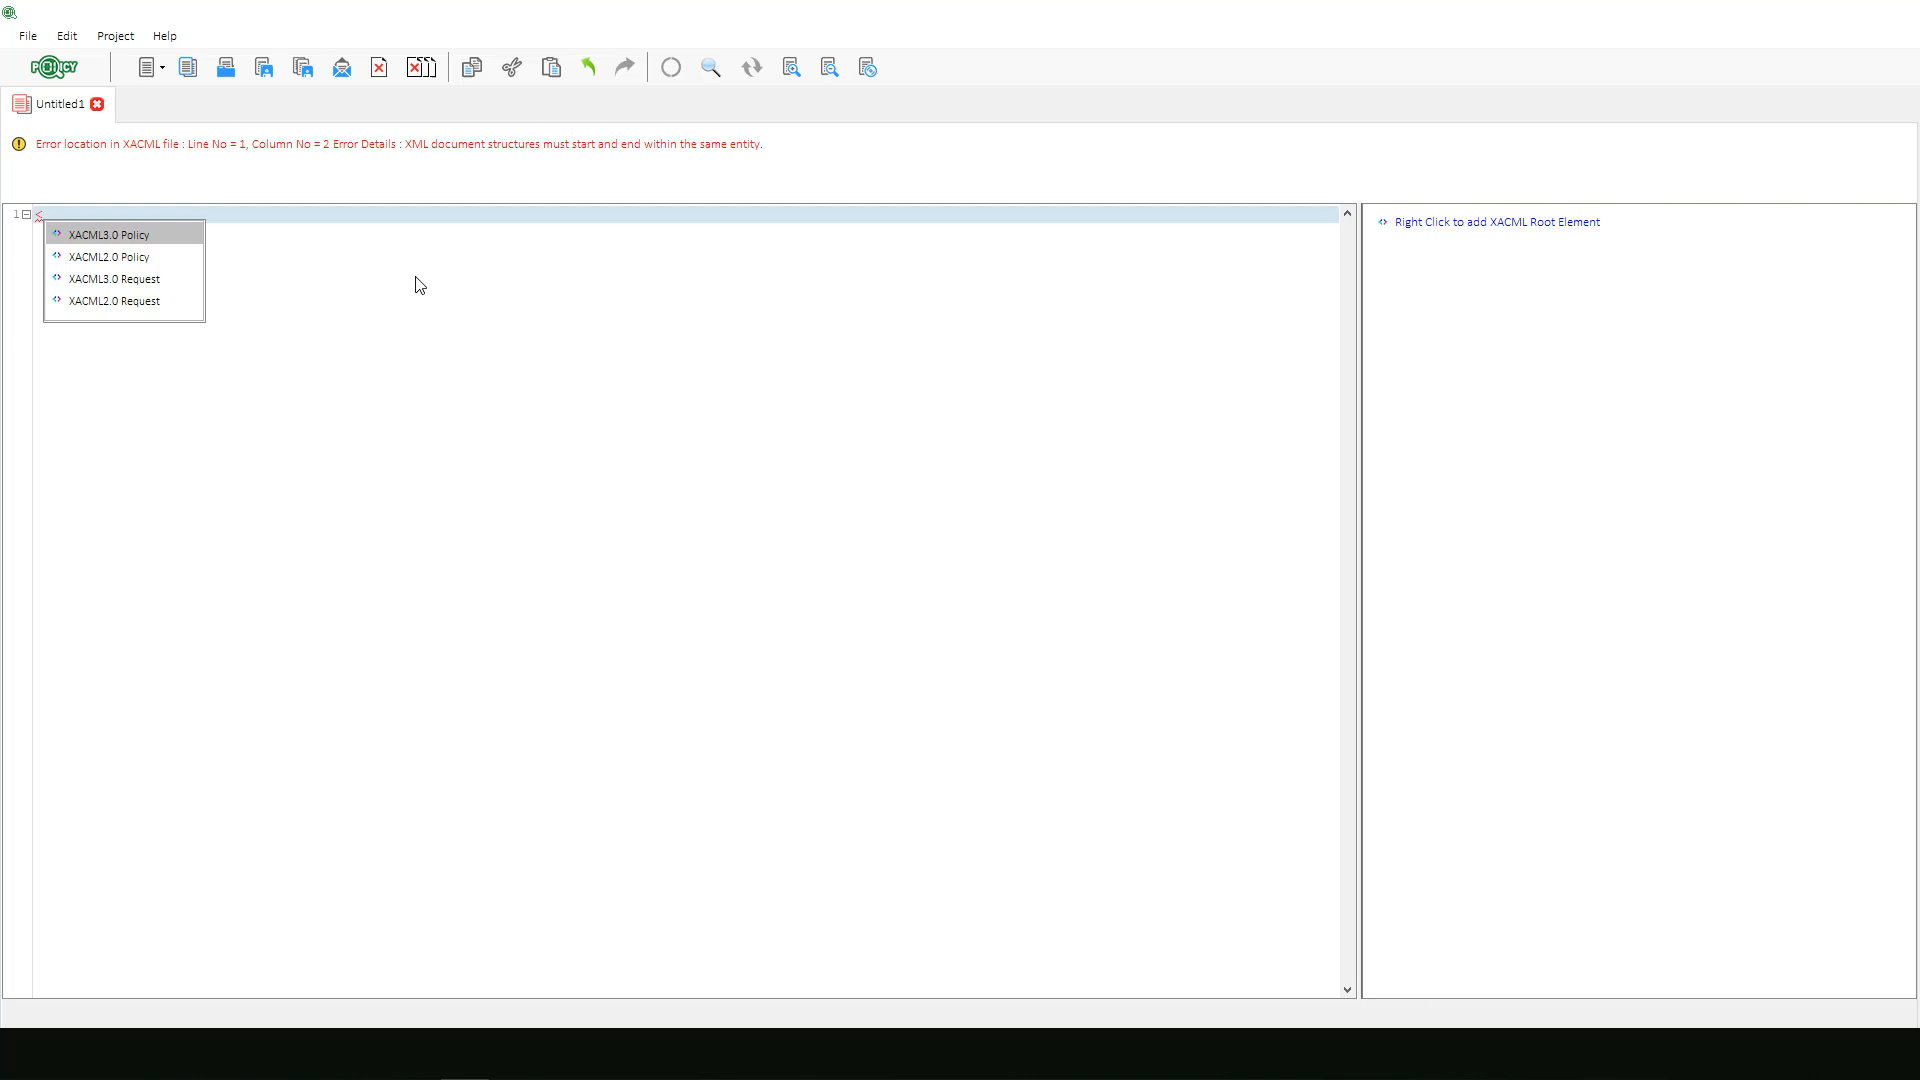 File Edit Project Help
POLICY
Untitled1
Error location in XACML file : Line No = 1, Column No = 2 Error Details : XML document structures must start and end within the same entity.
1 <
XACML3.0 Policy
XACML2.0 Policy
XACML3.0 Request
XACML2.0 Request
Right Click to add XACML Root Element